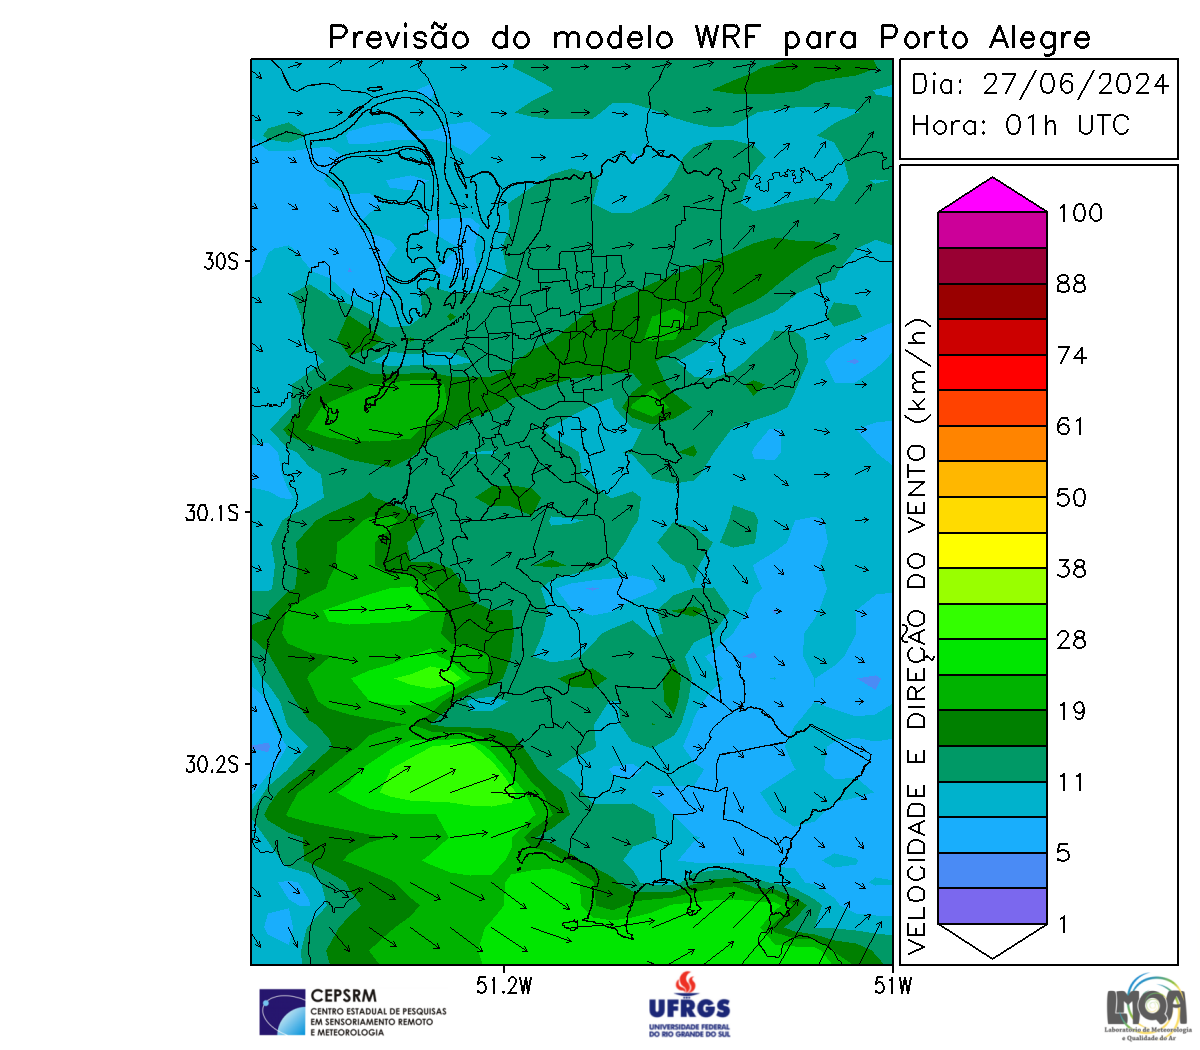 Previsão do modelo WRF para Porto Alegre
Dia: 27/06/2024
Hora: 01h UTC
30S
30.1S
30.2S
51.2W
51W
VELOCIDADE E DIREÇÃO DO VENTO (km/h)
100
88
74
61
50
38
28
19
11
5
1
CEPSRM
CENTRO ESTADUAL DE PESQUISAS
EM SENSORIAMENTO REMOTO
E METEOROLOGIA
UFRGS
UNIVERSIDADE FEDERAL
DO RIO GRANDE DO SUL
LMQA
Laboratório de Meteorologia
e Qualidade do Ar